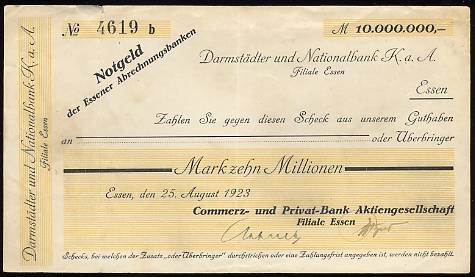 № 4619 b
M 10.000.000,-
Notgeld
der Essener Abrechnungsbanken
Darmstädter und Nationalbank K. a. A.
Filiale Essen
Essen
Zahlen Sie gegen diesen Scheck aus unserem Guthaben
an oder Überbringer
Mark zehn Millionen
Essen, den 25. August 1923
Commerz- und Privat-Bank Aktiengesellschaft
Filiale Essen
Schecks, bei welchen der Zusatz „oder Überbringer" durchstrichen oder eine Zahlungsfrist angegeben ist, werden nicht bezahlt.
Darmstädter und Nationalbank K. a. A.
Filiale Essen